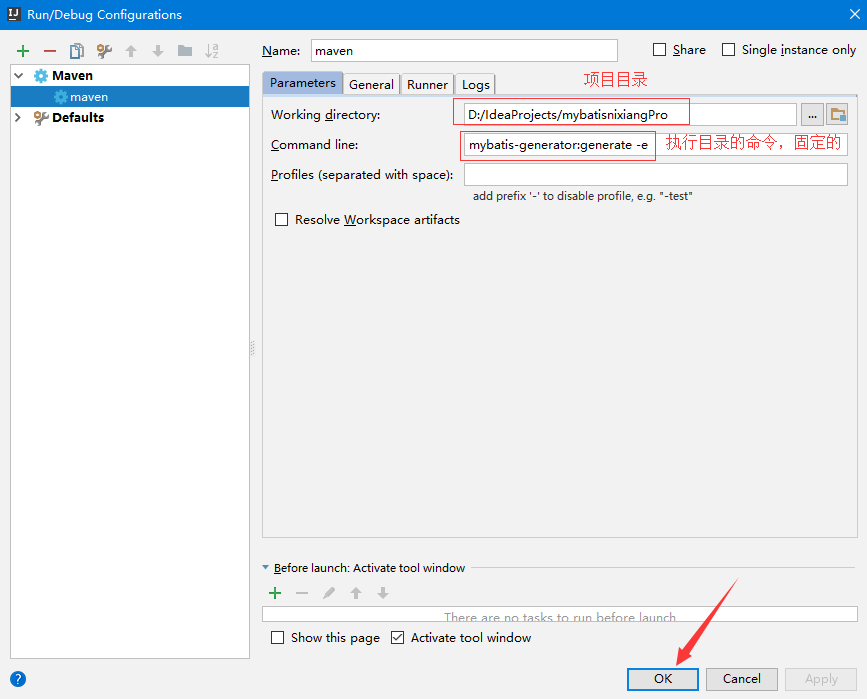 Run/Debug Configurations
Name: maven
Share
Single instance only
Maven
maven
Defaults
Parameters
General
Runner
Logs
项目目录
Working directory: D:/IdeaProjects/mybatisnixiangPro
...
Command line: mybatis-generator:generate -e
执行目录的命令，固定的
Profiles (separated with space):
add prefix '-' to disable profile, e.g. "-test"
Resolve Workspace artifacts
Before launch: Activate tool window
There are no tasks to run before launch
Show this page
Activate tool window
?
OK
Cancel
Apply